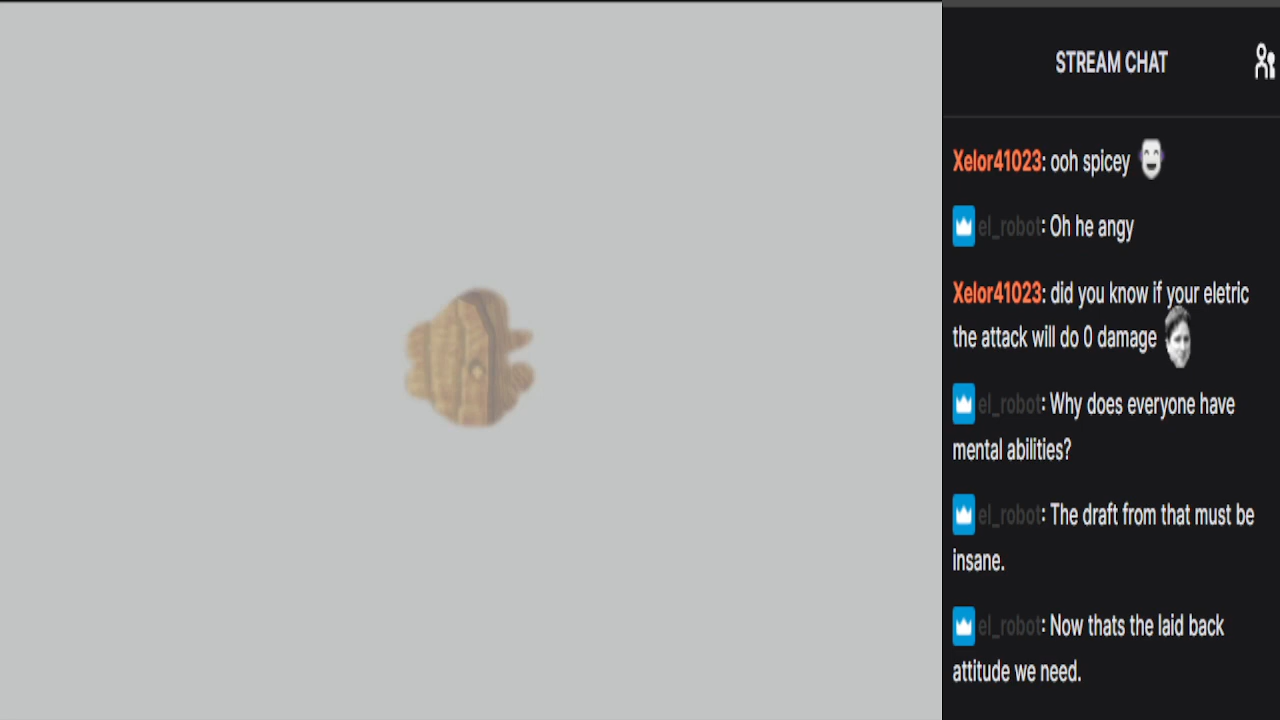 STREAM CHAT
Xelor41023: ooh spicey
el_robot: Oh he angy
Xelor41023: did you know if your eletric
the attack will do 0 damage
el_robot: Why does everyone have
mental abilities?
el_robot: The draft from that must be
insane.
el_robot: Now thats the laid back
attitude we need.